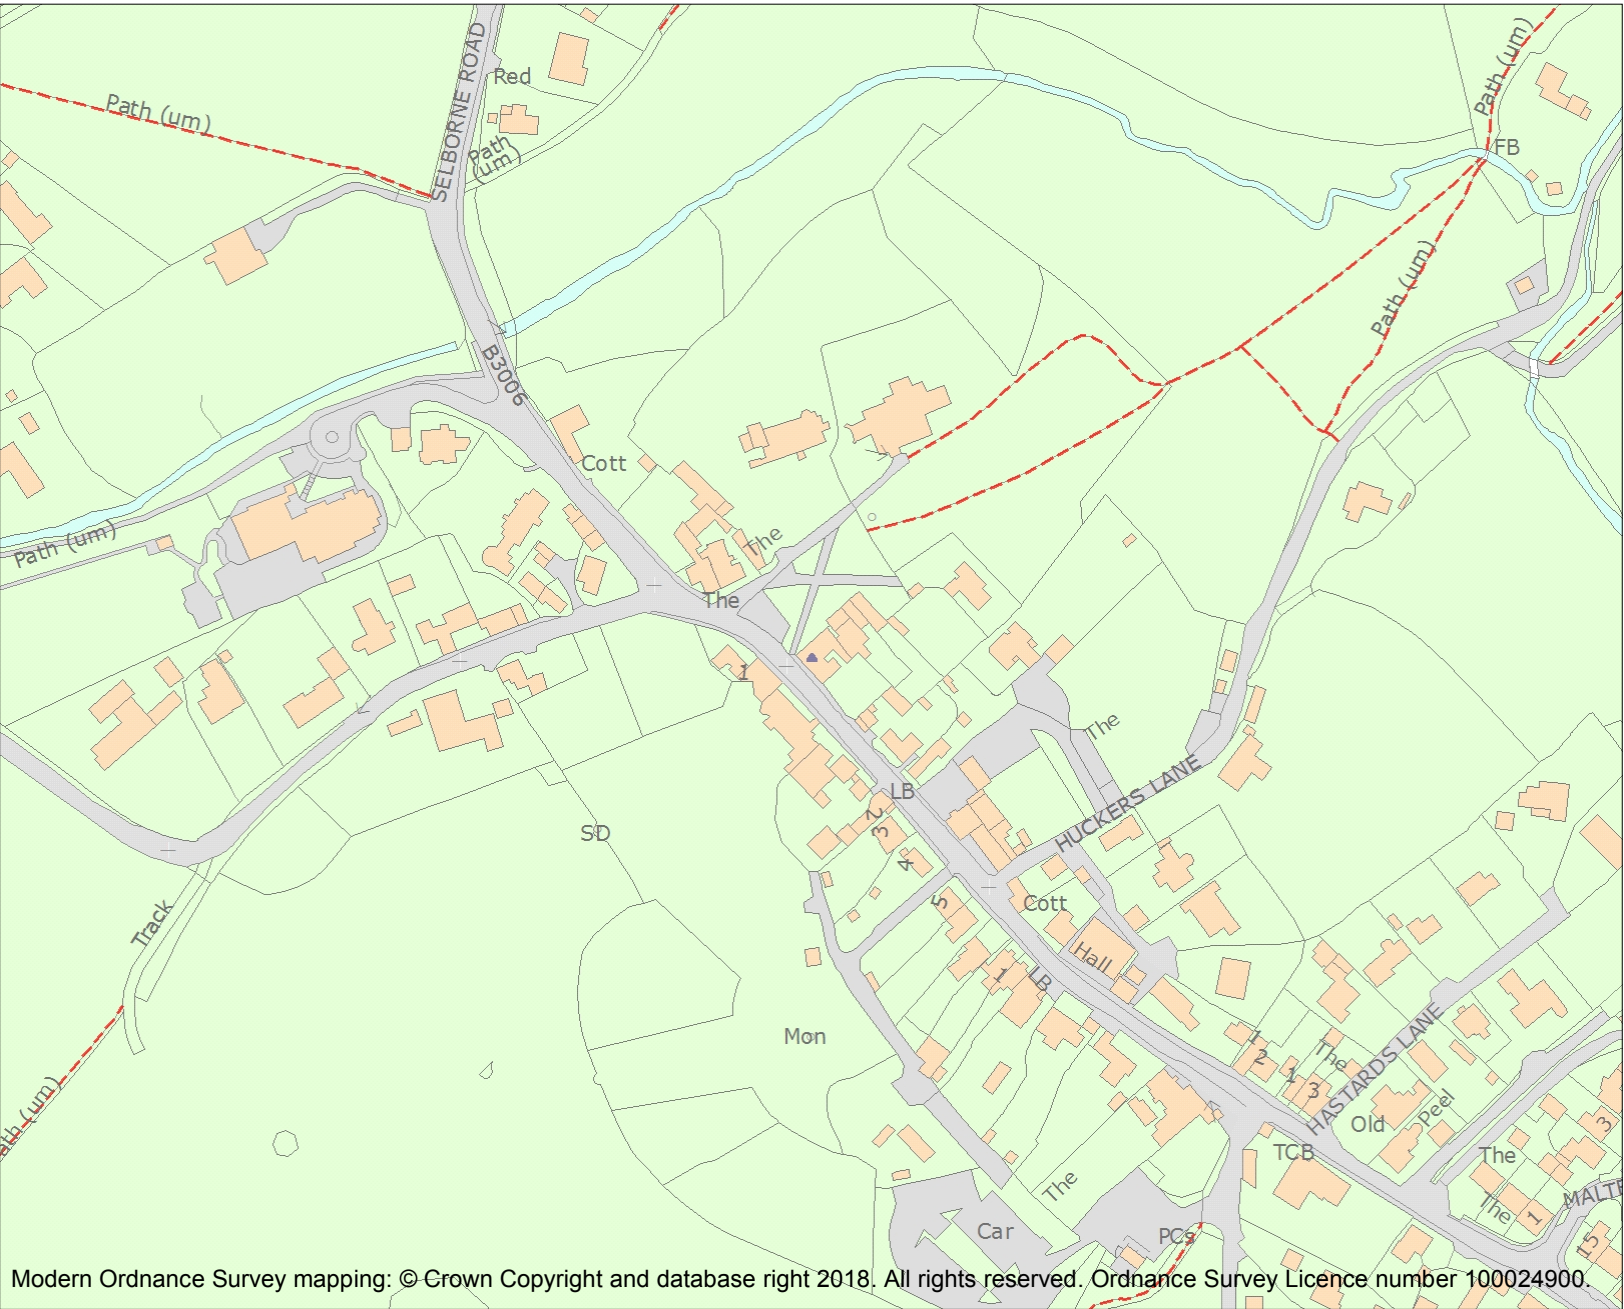 SELBORNE ROAD
Red
Path (um)
Path
(um)
Path (um)
FB
Path (um)
B3006
Cott
Path (um)
The
The
1
The
HUCKERS LANE
LB
2
3
SD
4
5
Cott
Track
Hall
1
LB
Mon
1
2
The
1
3
HASTARDS LANE
Old
Peel
3
TCB
The
The
The
1
MALTE
15
Car
PCs
ath (um)
Modern Ordnance Survey mapping: © Crown Copyright and database right 2018. All rights reserved. Ordnance Survey Licence number 100024900.